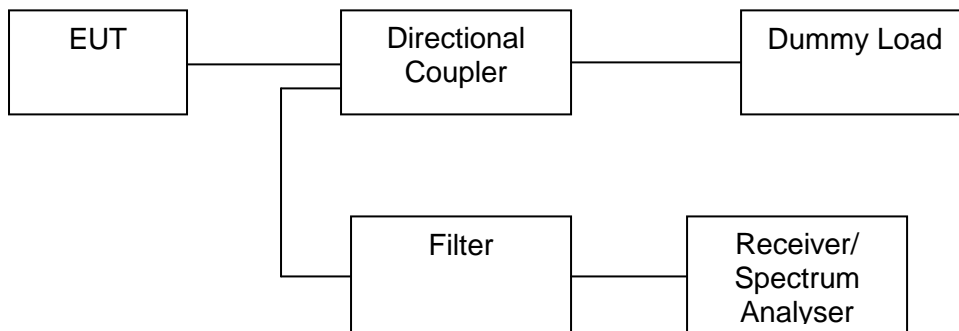 EUT
Directional
Coupler
Dummy Load
Filter
Receiver/
Spectrum
Analyser